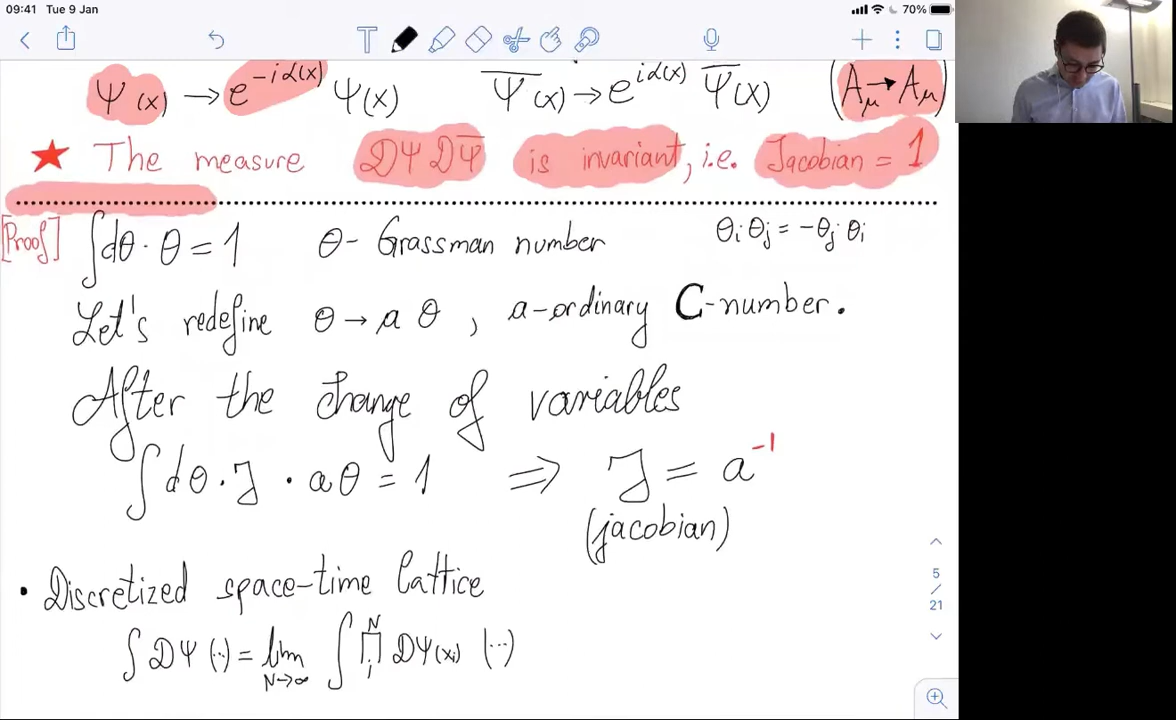 09:41 Tue 9 Jan 70%
Ψ(x) → e^{-iα(x)} Ψ(x) Ψ̅(x) → e^{iα(x)} Ψ̅(x) (A_μ → A_μ)
★ The measure 𝒟Ψ𝒟Ψ̅ is invariant, i.e. Jacobian = 1
[Proof] ∫dθ · θ = 1 θ - Grassman number θ_i θ_j = -θ_j θ_i
Let's redefine θ → a θ , a-ordinary C-number.
After the change of variables
∫dθ · J · aθ = 1 ⇒ J = a^{-1}
(jacobian)
• Discretized space-time lattice
∫ 𝒟Ψ (··) = lim_{N→∞} ∫ ∏_i^N 𝒟Ψ(x_i) (···)
5
/
21